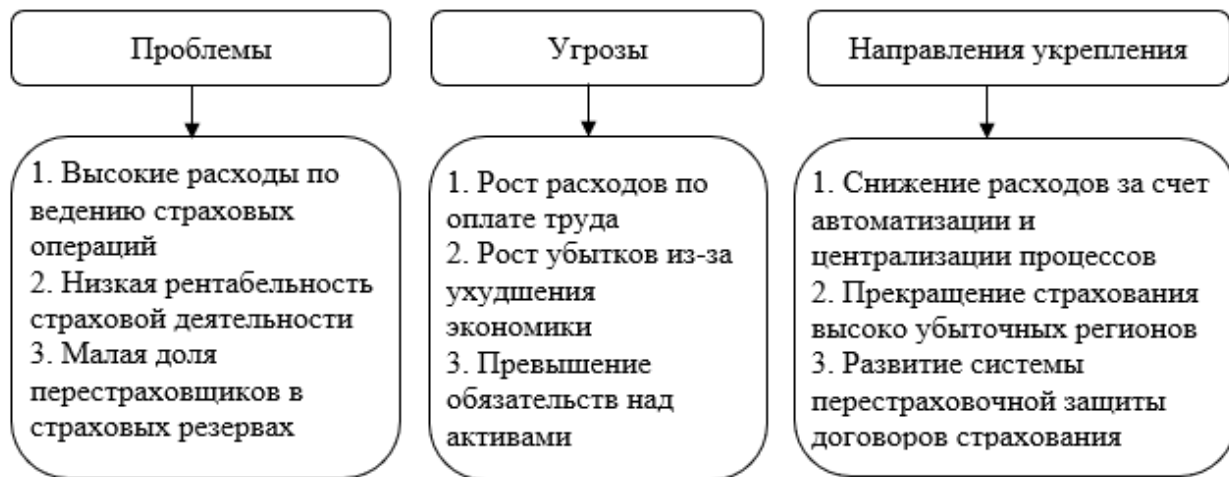 Проблемы
1. Высокие расходы по
ведению страховых
операций
2. Низкая рентабельность
страховой деятельности
3. Малая доля
перестраховщиков в
страховых резервах
Угрозы
1. Рост расходов по
оплате труда
2. Рост убытков из-за
ухудшения
экономики
3. Превышение
обязательств над
активами
Направления укрепления
1. Снижение расходов за счет
автоматизации и
централизации процессов
2. Прекращение страхования
высоко убыточных регионов
3. Развитие системы
перестраховочной защиты
договоров страхования